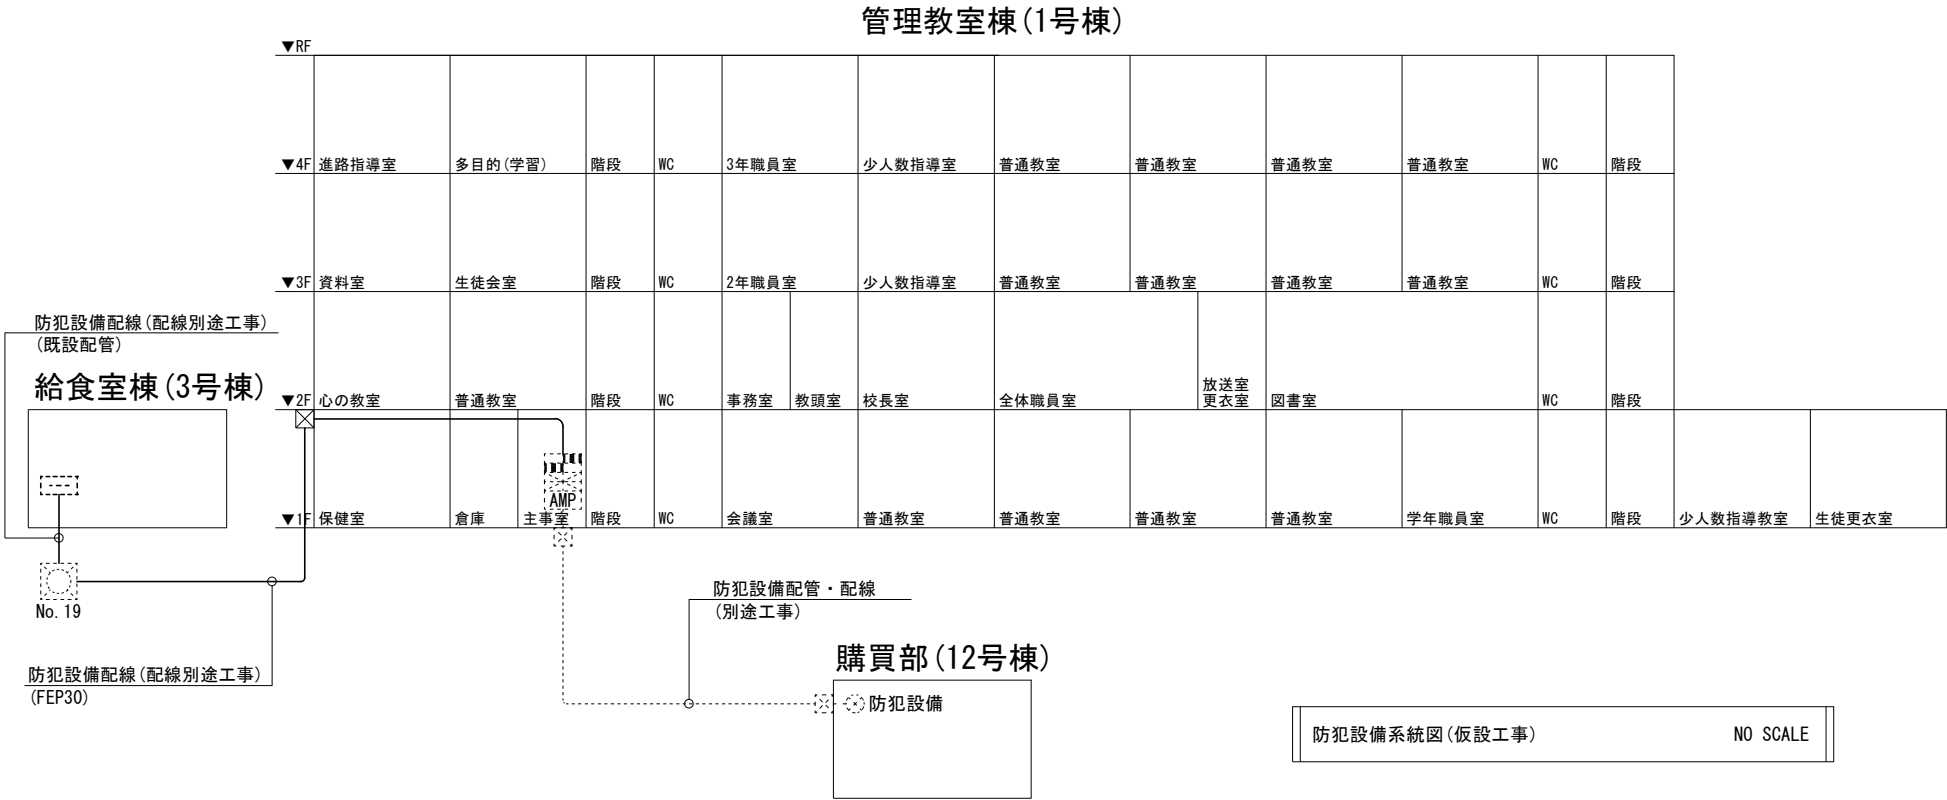 管理教室棟(1号棟)
▼RF
▼4F 進路指導室 多目的(学習) 階段 WC 3年職員室 少人数指導室 普通教室 普通教室 普通教室 普通教室 WC 階段
▼3F 資料室 生徒会室 階段 WC 2年職員室 少人数指導室 普通教室 普通教室 普通教室 普通教室 WC 階段
防犯設備配線(配線別途工事)
(既設配管)
給食室棟(3号棟)
放送室
▼2F 心の教室 普通教室 階段 WC 事務室 教頭室 校長室 全体職員室 更衣室 図書室 WC 階段
AMP
▼1F 保健室 倉庫 主事室 階段 WC 会議室 普通教室 普通教室 普通教室 普通教室 学年職員室 WC 階段 少人数指導教室 生徒更衣室
No.19
防犯設備配管・配線
(別途工事)
防犯設備配線(配線別途工事)
(FEP30)
購買部(12号棟)
防犯設備
防犯設備系統図(仮設工事) NO SCALE